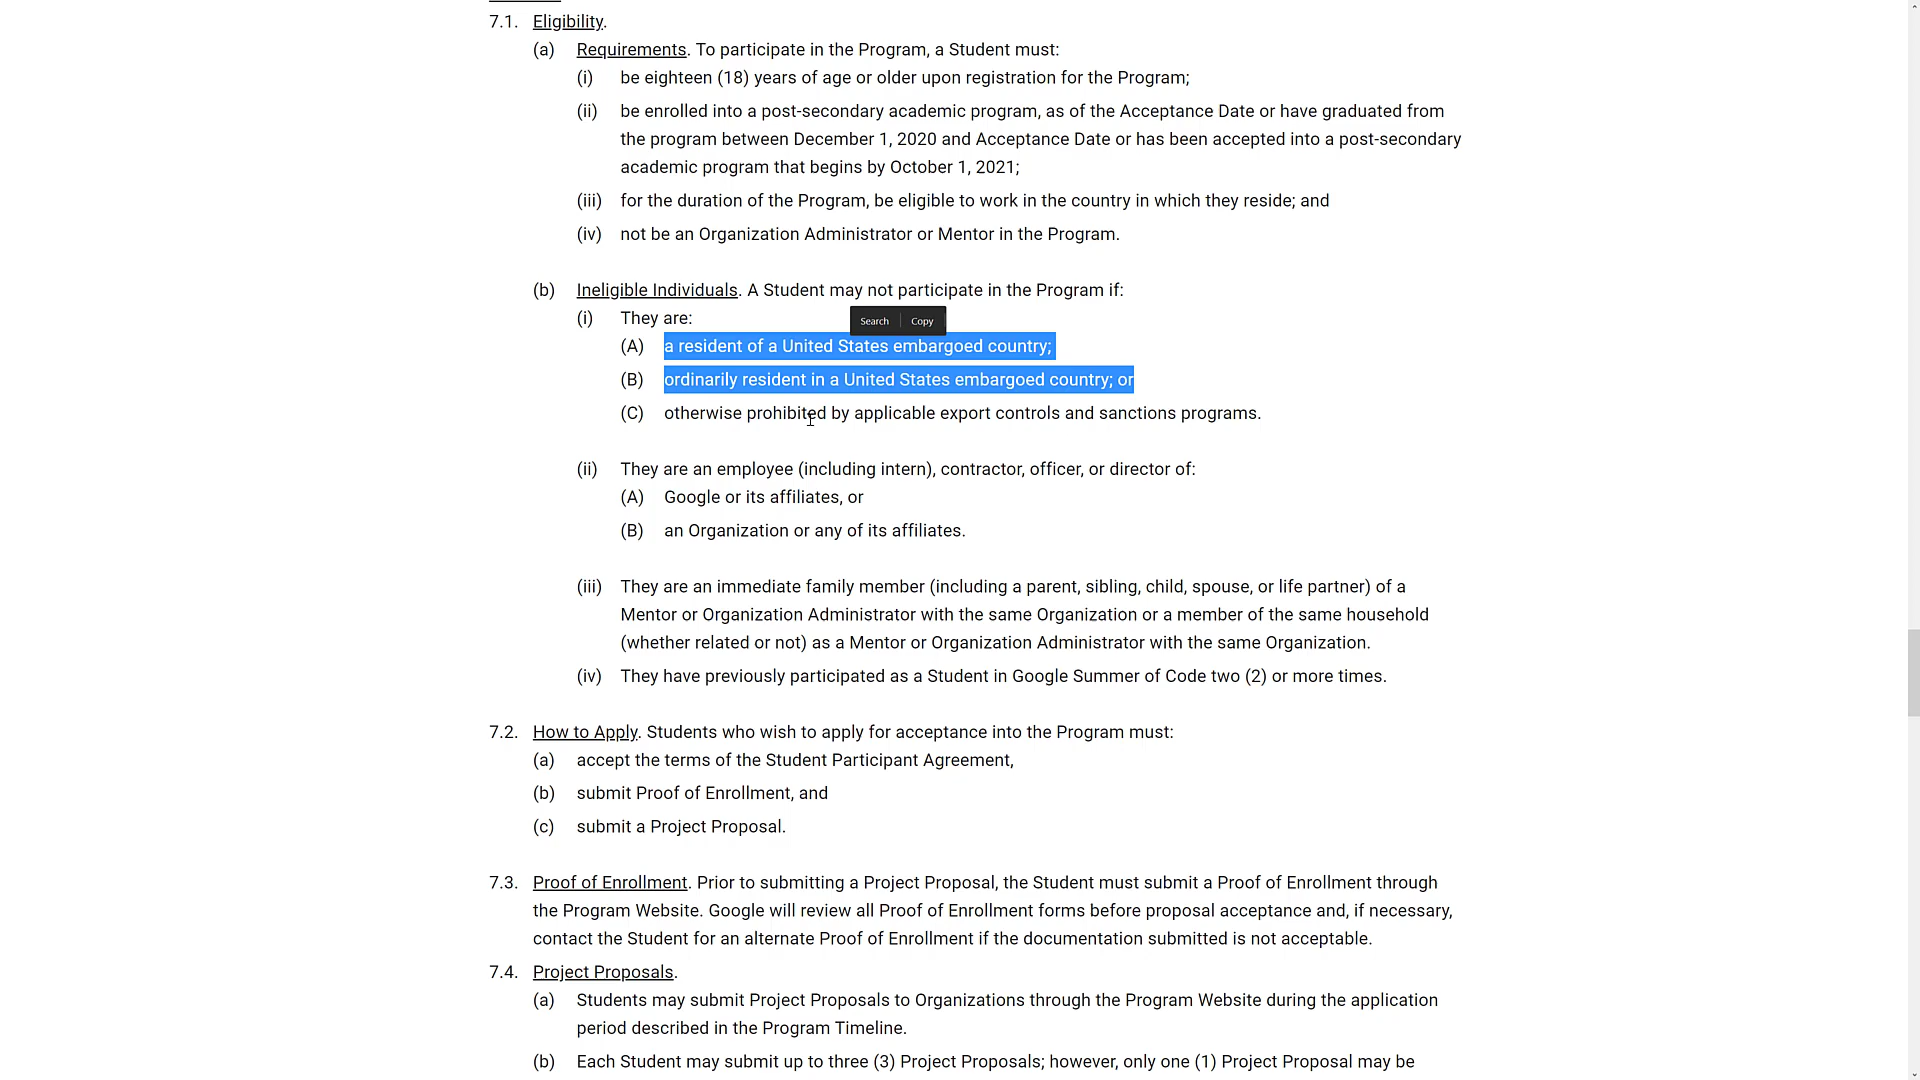 7.1. Eligibility.
(a) Requirements. To participate in the Program, a Student must:
(i) be eighteen (18) years of age or older upon registration for the Program;
(ii) be enrolled into a post-secondary academic program, as of the Acceptance Date or have graduated from
the program between December 1, 2020 and Acceptance Date or has been accepted into a post-secondary
academic program that begins by October 1, 2021;
(iii) for the duration of the Program, be eligible to work in the country in which they reside; and
(iv) not be an Organization Administrator or Mentor in the Program.
(b) Ineligible Individuals. A Student may not participate in the Program if:
(i) They are:
Search Copy
(A) a resident of a United States embargoed country;
(B) ordinarily resident in a United States embargoed country; or
(C) otherwise prohibited by applicable export controls and sanctions programs.
(ii) They are an employee (including intern), contractor, officer, or director of:
(A) Google or its affiliates, or
(B) an Organization or any of its affiliates.
(iii) They are an immediate family member (including a parent, sibling, child, spouse, or life partner) of a
Mentor or Organization Administrator with the same Organization or a member of the same household
(whether related or not) as a Mentor or Organization Administrator with the same Organization.
(iv) They have previously participated as a Student in Google Summer of Code two (2) or more times.
7.2. How to Apply. Students who wish to apply for acceptance into the Program must:
(a) accept the terms of the Student Participant Agreement,
(b) submit Proof of Enrollment, and
(c) submit a Project Proposal.
7.3. Proof of Enrollment. Prior to submitting a Project Proposal, the Student must submit a Proof of Enrollment through
the Program Website. Google will review all Proof of Enrollment forms before proposal acceptance and, if necessary,
contact the Student for an alternate Proof of Enrollment if the documentation submitted is not acceptable.
7.4. Project Proposals.
(a) Students may submit Project Proposals to Organizations through the Program Website during the application
period described in the Program Timeline.
(b) Each Student may submit up to three (3) Project Proposals; however, only one (1) Project Proposal may be